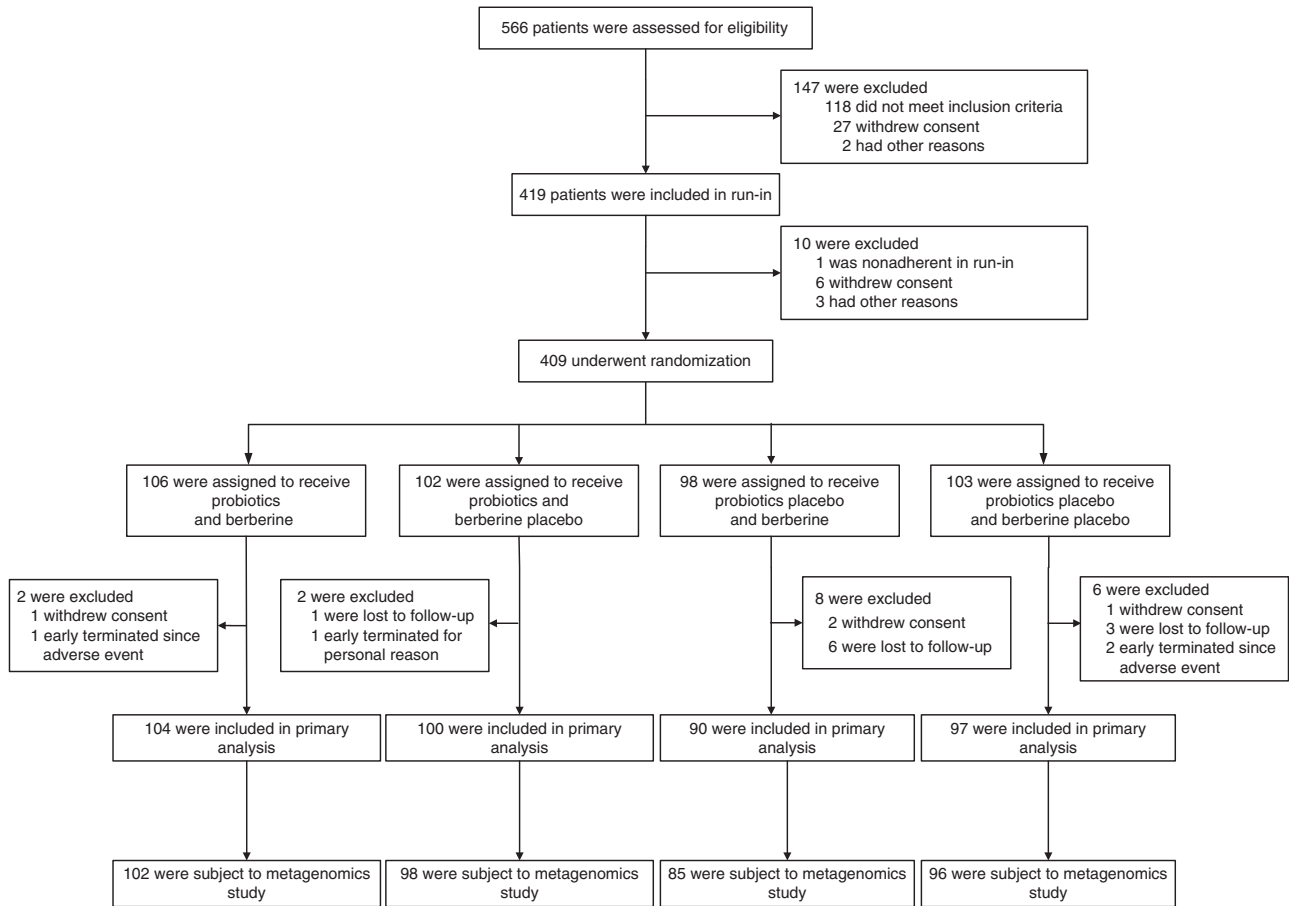 566 patients were assessed for eligibility
147 were excluded
118 did not meet inclusion criteria
27 withdrew consent
2 had other reasons
419 patients were included in run-in
10 were excluded
1 was nonadherent in run-in
6 withdrew consent
3 had other reasons
409 underwent randomization
106 were assigned to receive
probiotics
and berberine
102 were assigned to receive
probiotics and
berberine placebo
98 were assigned to receive
probiotics placebo
and berberine
103 were assigned to receive
probiotics placebo
and berberine placebo
2 were excluded
1 withdrew consent
1 early terminated since
adverse event
2 were excluded
1 were lost to follow-up
1 early terminated for
personal reason
8 were excluded
2 withdrew consent
6 were lost to follow-up
6 were excluded
1 withdrew consent
3 were lost to follow-up
2 early terminated since
adverse event
104 were included in primary
analysis
100 were included in primary
analysis
90 were included in primary
analysis
97 were included in primary
analysis
102 were subject to metagenomics
study
98 were subject to metagenomics
study
85 were subject to metagenomics
study
96 were subject to metagenomics
study